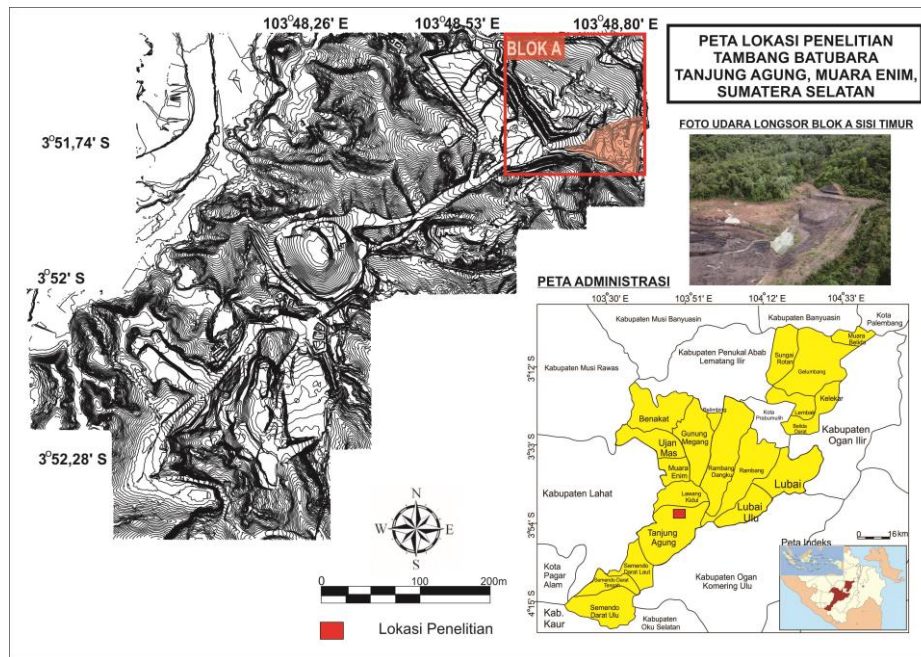 103°48,26' E
103°48,53' E
103°48,80' E
BLOK A
3°51,74' S
3°52' S
3°52,28' S
PETA LOKASI PENELITIAN
TAMBANG BATUBARA
TANJUNG AGUNG, MUARA ENIM,
SUMATERA SELATAN
FOTO UDARA LONGSOR BLOK A SISI TIMUR
PETA ADMINISTRASI
103°30' E
103°51' E
104°12' E
104°33' E
3°12' S
3°33' S
3°54' S
4°15' S
Kabupaten Musi Banyuasin
Kabupaten Banyuasin
Kota
Palembang
Kabupaten Penukal Abab
Lematang Ilir
Kabupaten Musi Rawas
Muara
Belida
Sungai
Rotan
Gelumbang
Kelekar
Lembak
Kota
Prabumulih
Kabupaten
Ogan Ilir
Benakat
Gunung
Megang
Ujan
Mas
Muara
Enim
Rambang
Dangku
Rambang
Lubai
Lubai
Ulu
Kabupaten Lahat
Lawang
Kidul
Tanjung
Agung
Semendo
Darat Laut
Semendo Darat
Tengah
Semendo
Darat Ulu
Kota
Pagar
Alam
Kab.
Kaur
Kabupaten Ogan
Komering Ulu
Kabupaten
Oku Selatan
0
16km
Peta Indeks
N
W
E
S
0
100
200m
Lokasi Penelitian